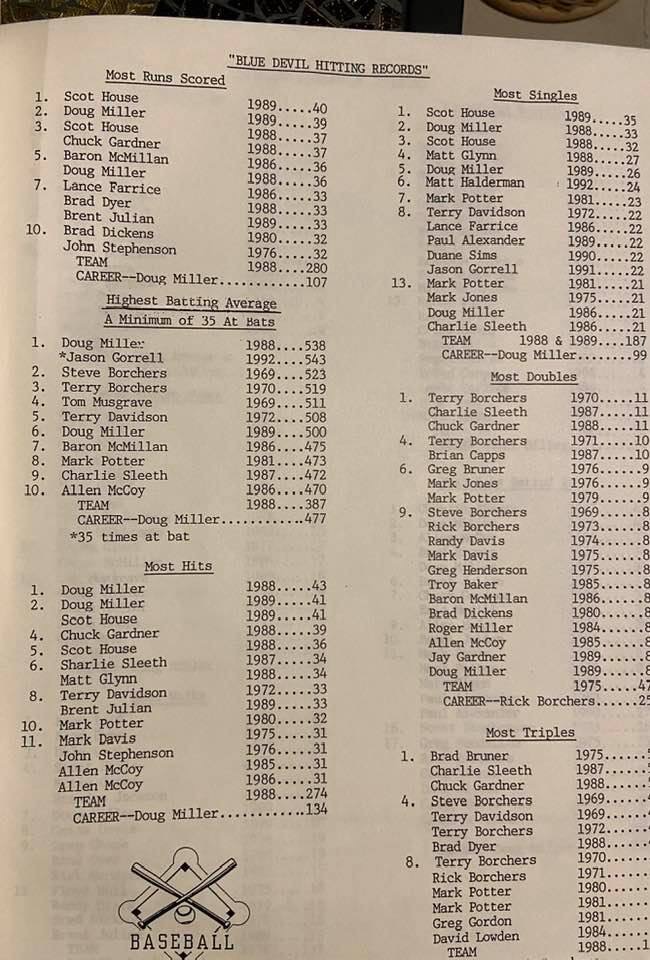 "BLUE DEVIL HITTING RECORDS"
Most Runs Scored
1. Scot House 1989.....40
2. Doug Miller 1989.....39
3. Scot House 1988.....37
Chuck Gardner 1988.....37
5. Baron McMillan 1986.....36
Doug Miller 1988.....36
7. Lance Farrice 1986.....33
Brad Dyer 1988.....33
Brent Julian 1989.....33
10. Brad Dickens 1980.....32
John Stephenson 1976.....32
TEAM 1988....280
CAREER--Doug Miller...........107
Highest Batting Average
A Minimum of 35 At Bats
1. Doug Miller 1988....538
*Jason Gorrell 1992....543
2. Steve Borchers 1969....523
3. Terry Borchers 1970....519
4. Tom Musgrave 1969....511
5. Terry Davidson 1972....508
6. Doug Miller 1989....500
7. Baron McMillan 1986....475
8. Mark Potter 1981....473
9. Charlie Sleeth 1987....472
10. Allen McCoy 1986....470
TEAM 1988....387
CAREER--Doug Miller...........477
*35 times at bat
Most Hits
1. Doug Miller 1988.....43
2. Doug Miller 1989.....41
Scot House 1989.....41
4. Chuck Gardner 1988.....39
5. Scot House 1988.....36
6. Sharlie Sleeth 1987.....34
Matt Glynn 1988.....34
8. Terry Davidson 1972.....33
Brent Julian 1989.....33
10. Mark Potter 1980.....32
11. Mark Davis 1975.....31
John Stephenson 1976.....31
Allen McCoy 1985.....31
Allen McCoy 1986.....31
TEAM 1988....274
CAREER--Doug Miller...........134
BASEBALL
Most Singles
1. Scot House 1989.....35
2. Doug Miller 1988.....33
3. Scot House 1988.....32
4. Matt Glynn 1988.....27
5. Doug Miller 1989.....26
6. Matt Halderman 1992.....24
7. Mark Potter 1981.....23
8. Terry Davidson 1972.....22
Lance Farrice 1986.....22
Paul Alexander 1989.....22
Duane Sims 1990.....22
Jason Gorrell 1991.....22
13. Mark Potter 1981.....21
Mark Jones 1975.....21
Doug Miller 1986.....21
Charlie Sleeth 1986.....21
TEAM 1988 & 1989....187
CAREER--Doug Miller........99
Most Doubles
1. Terry Borchers 1970.....11
Charlie Sleeth 1987.....11
Chuck Gardner 1988.....11
4. Terry Borchers 1971.....10
Brian Capps 1987.....10
6. Greg Bruner 1976......9
Mark Jones 1976......9
Mark Potter 1979......9
9. Steve Borchers 1969......8
Rick Borchers 1973......8
Randy Davis 1974......8
Mark Davis 1975......8
Greg Henderson 1975......8
Troy Baker 1985......8
Baron McMillan 1986......8
Brad Dickens 1980......8
Roger Miller 1984......8
Allen McCoy 1985......8
Jay Gardner 1989......8
Doug Miller 1989......8
TEAM 1975.....47
CAREER--Rick Borchers......25
Most Triples
1. Brad Bruner 1975......
Charlie Sleeth 1987......
Chuck Gardner 1988......
4. Steve Borchers 1969......
Terry Davidson 1969......
Terry Borchers 1972......
Brad Dyer 1988......
8. Terry Borchers 1970......
Rick Borchers 1971......
Mark Potter 1980......
Mark Potter 1981......
Greg Gordon 1981......
David Lowden 1984......
TEAM 1988.....